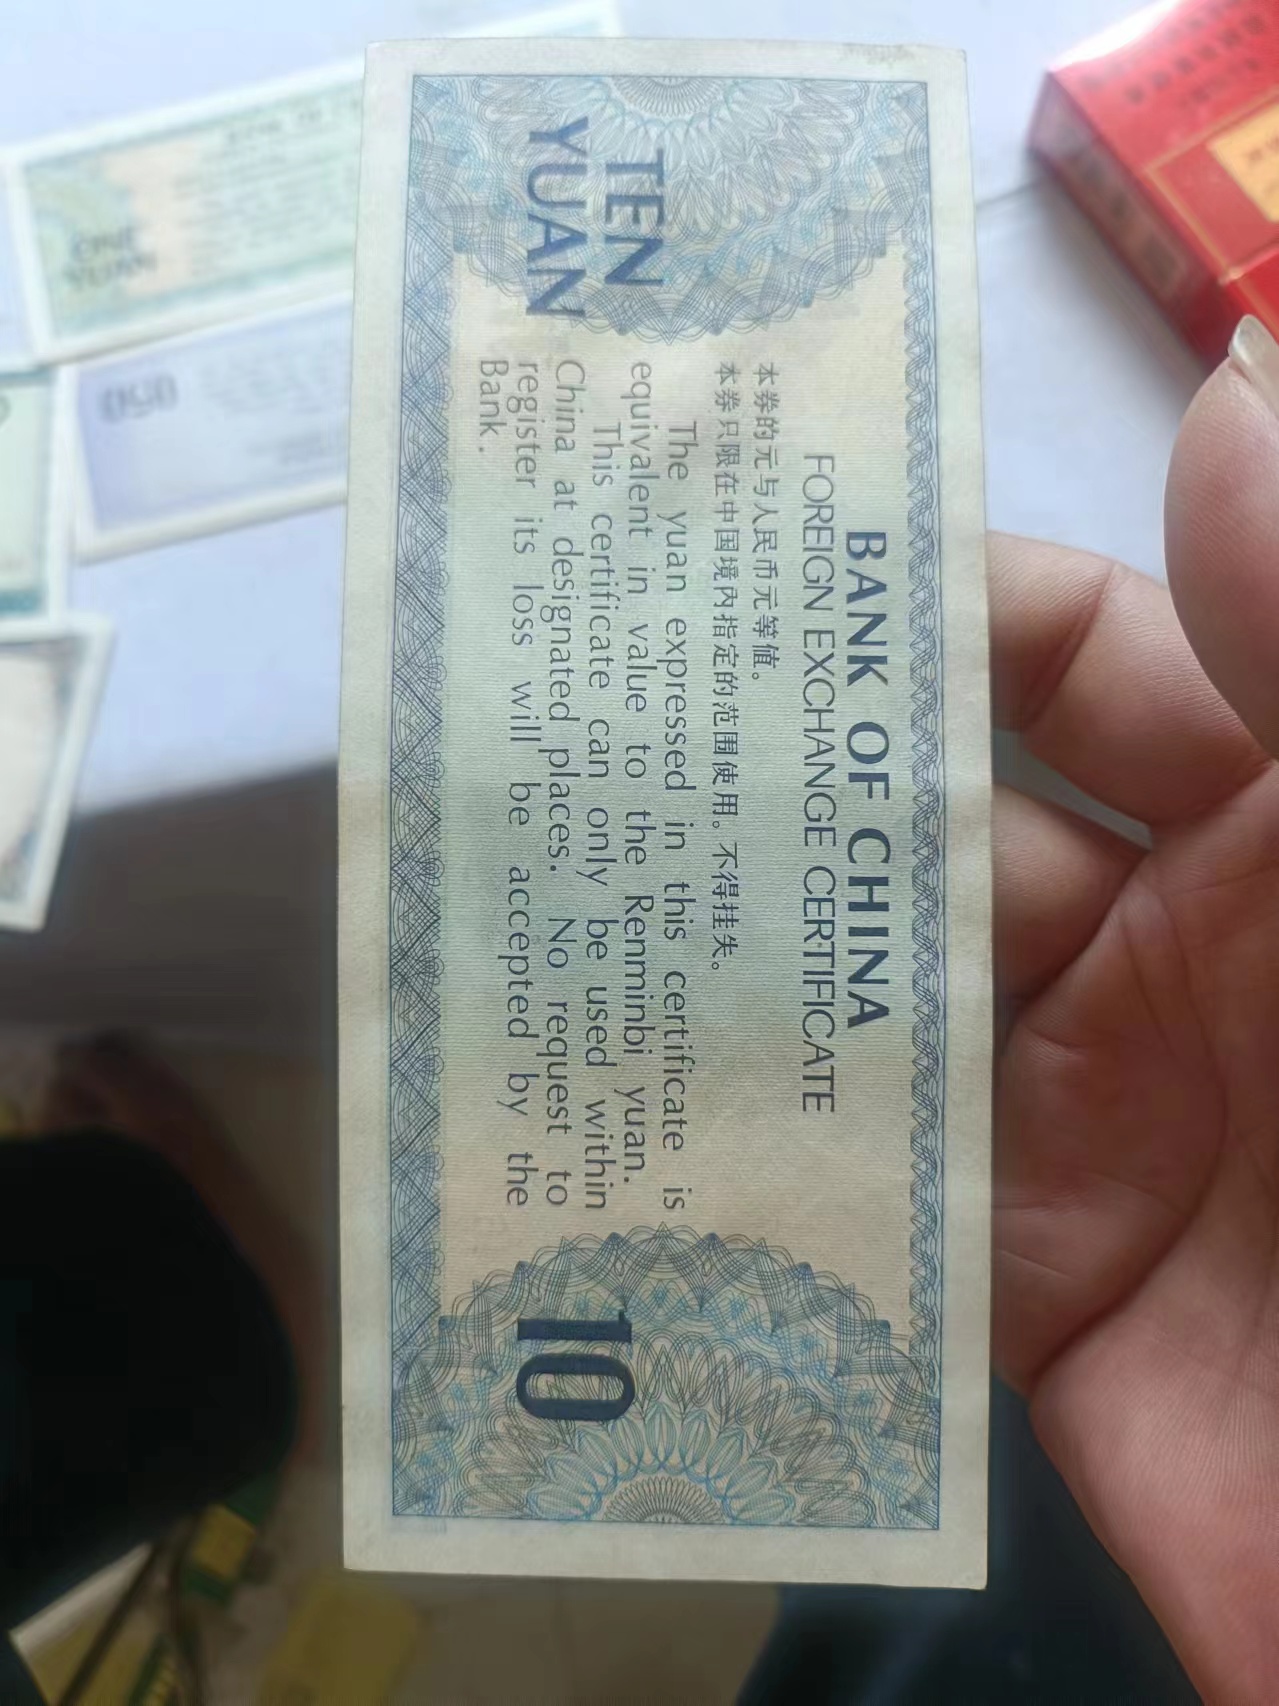 BANK OF CHINA
FOREIGN EXCHANGE CERTIFICATE
本券的元与人民币元等值。
本券只限在中国境内指定的范围使用。不得挂失。
The yuan expressed in this certificate is
equivalent in value to the Renminbi yuan.
This certificate can only be used within
China at designated places. No request to
register its loss will be accepted by the
Bank.
TEN
YUAN
10
ONE
YUAN
050